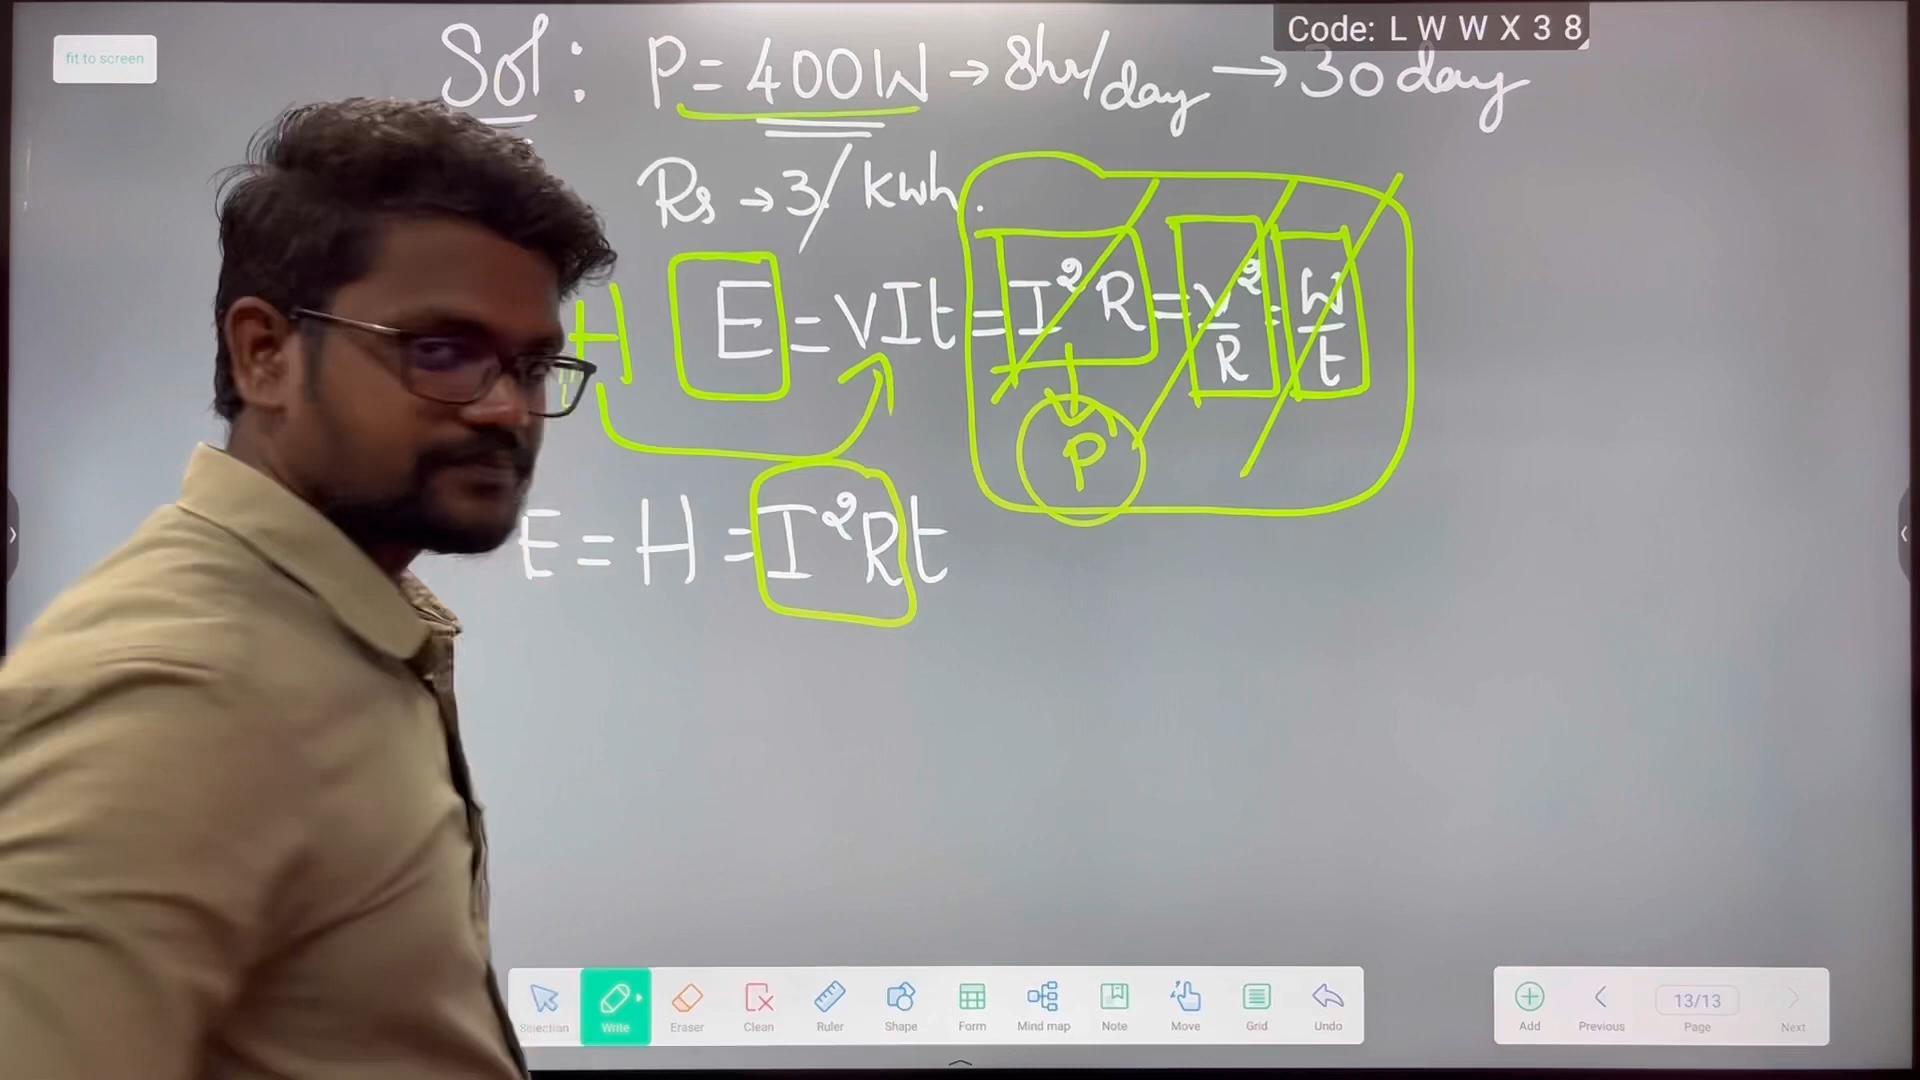 Code: L W W X 3 8
fit to screen
Sol: P = 400W → 8hr/day → 30 day
Rs → 3/kwh.
H E = VIt = I²R = V²/R = W/t
P
E = H = I²Rt
Selection Write Eraser Clean Ruler Shape Form Mind map Note Move Grid Undo
Add Previous 13/13 Page Next